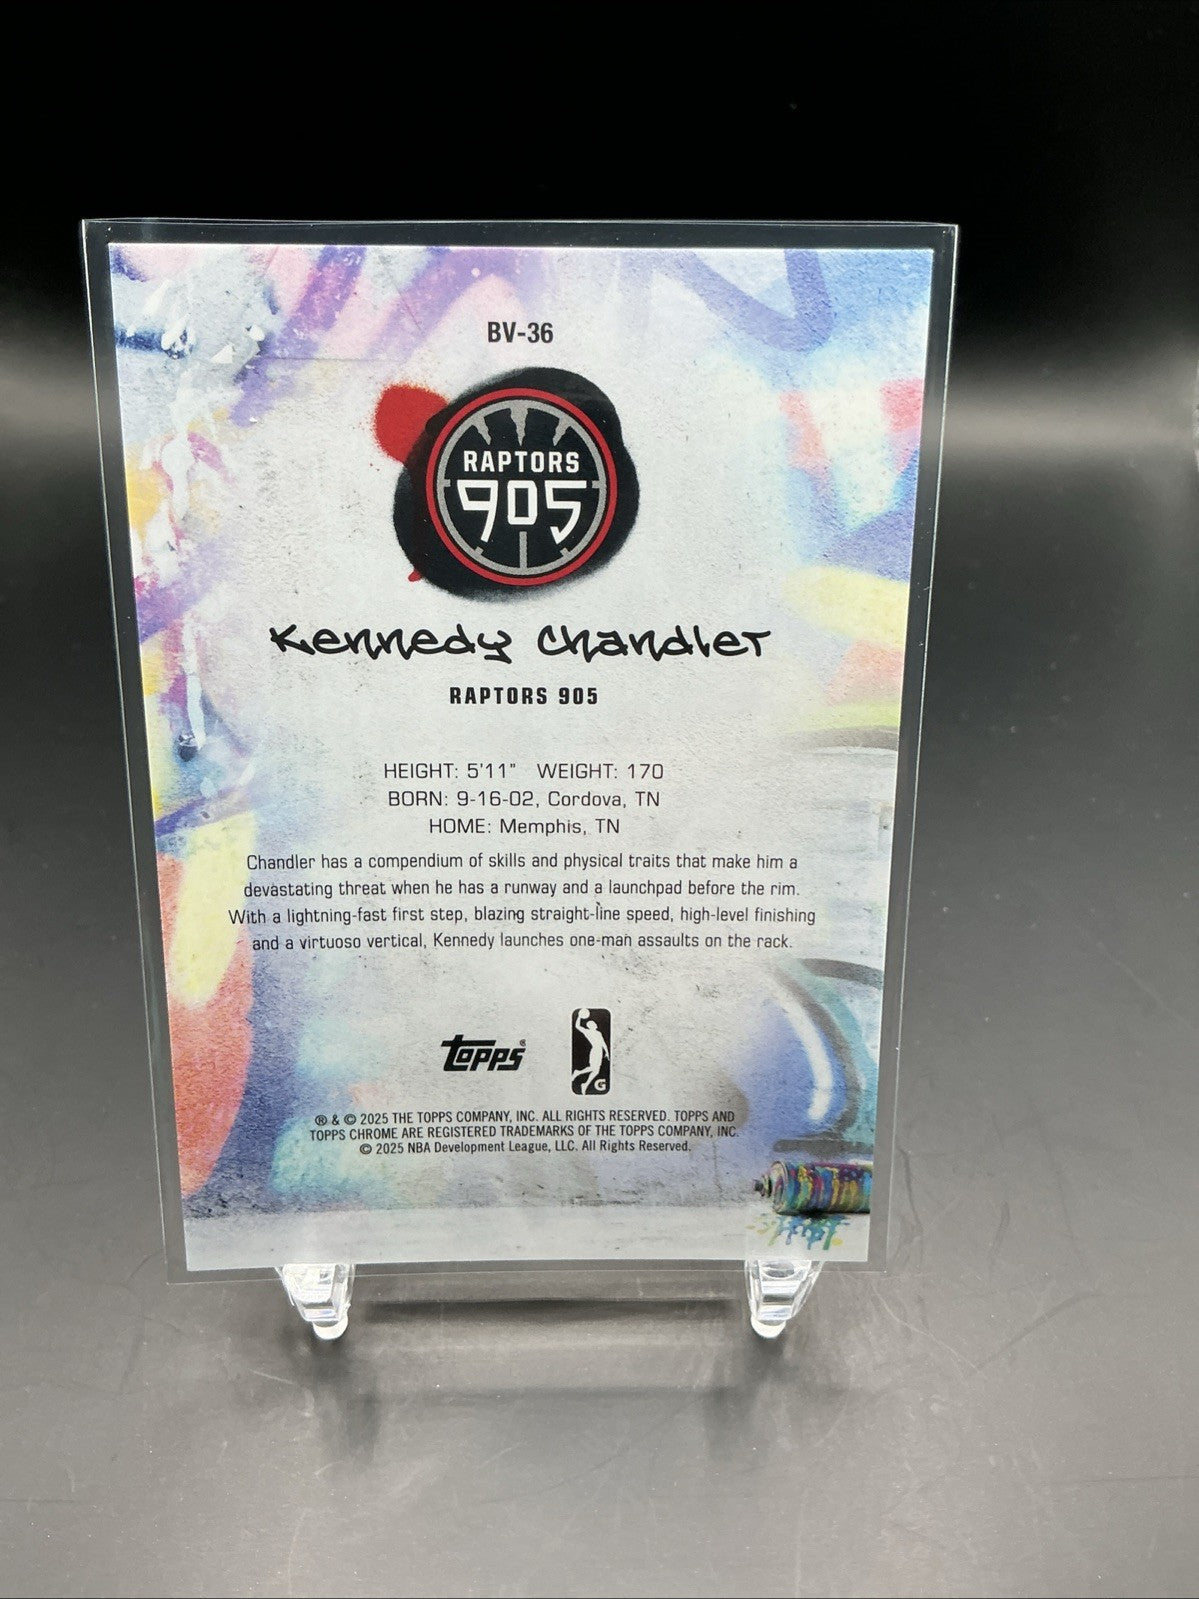 BV-36
RAPTORS
905
Kennedy Chandler
RAPTORS 905
HEIGHT: 5'11" WEIGHT: 170
BORN: 9-16-02, Cordova, TN
HOME: Memphis, TN
Chandler has a compendium of skills and physical traits that make him a
devastating threat when he has a runway and a launchpad before the rim.
With a lightning-fast first step, blazing straight-line speed, high-level finishing
and a virtuoso vertical, Kennedy launches one-man assaults on the rack.
Topps®
G
® & © 2025 THE TOPPS COMPANY, INC. ALL RIGHTS RESERVED. TOPPS AND
TOPPS CHROME ARE REGISTERED TRADEMARKS OF THE TOPPS COMPANY, INC.
© 2025 NBA Development League, LLC. All Rights Reserved.